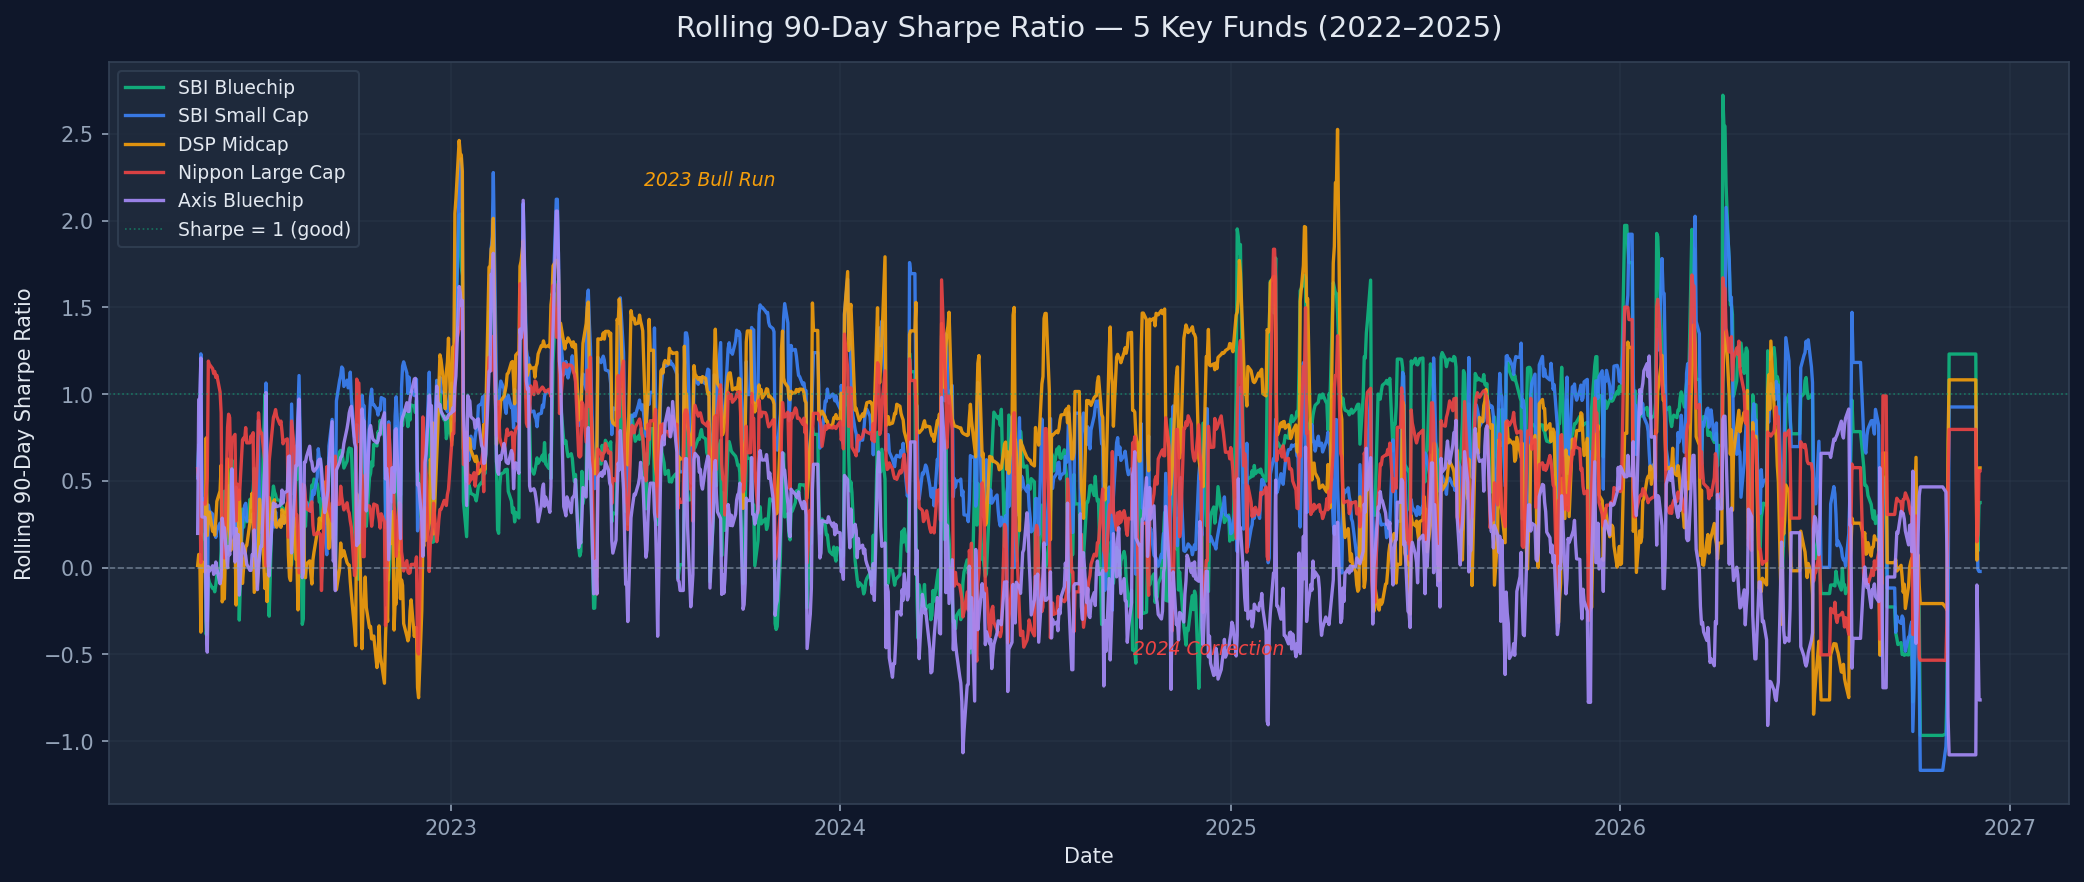 Rolling 90-Day Sharpe Ratio — 5 Key Funds (2022–2025)
SBI Bluechip
SBI Small Cap
DSP Midcap
Nippon Large Cap
Axis Bluechip
Sharpe = 1 (good)
2023 Bull Run
2024 Correction
Rolling 90-Day Sharpe Ratio
2.5
2.0
1.5
1.0
0.5
0.0
−0.5
−1.0
2023
2024
2025
2026
2027
Date